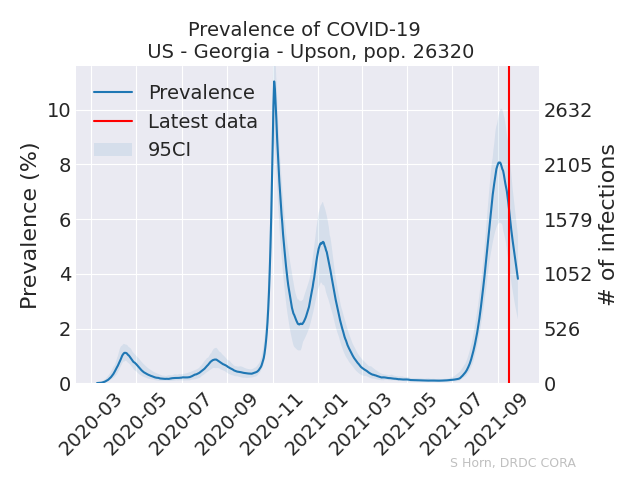 Prevalence of COVID-19
US - Georgia - Upson, pop. 26320
Prevalence
Latest data
95CI
Prevalence (%)
10
8
6
4
2
0
2632
2105
1579
1052
526
0
# of infections
2020-03
2020-05
2020-07
2020-09
2020-11
2021-01
2021-03
2021-05
2021-07
2021-09
S Horn, DRDC CORA